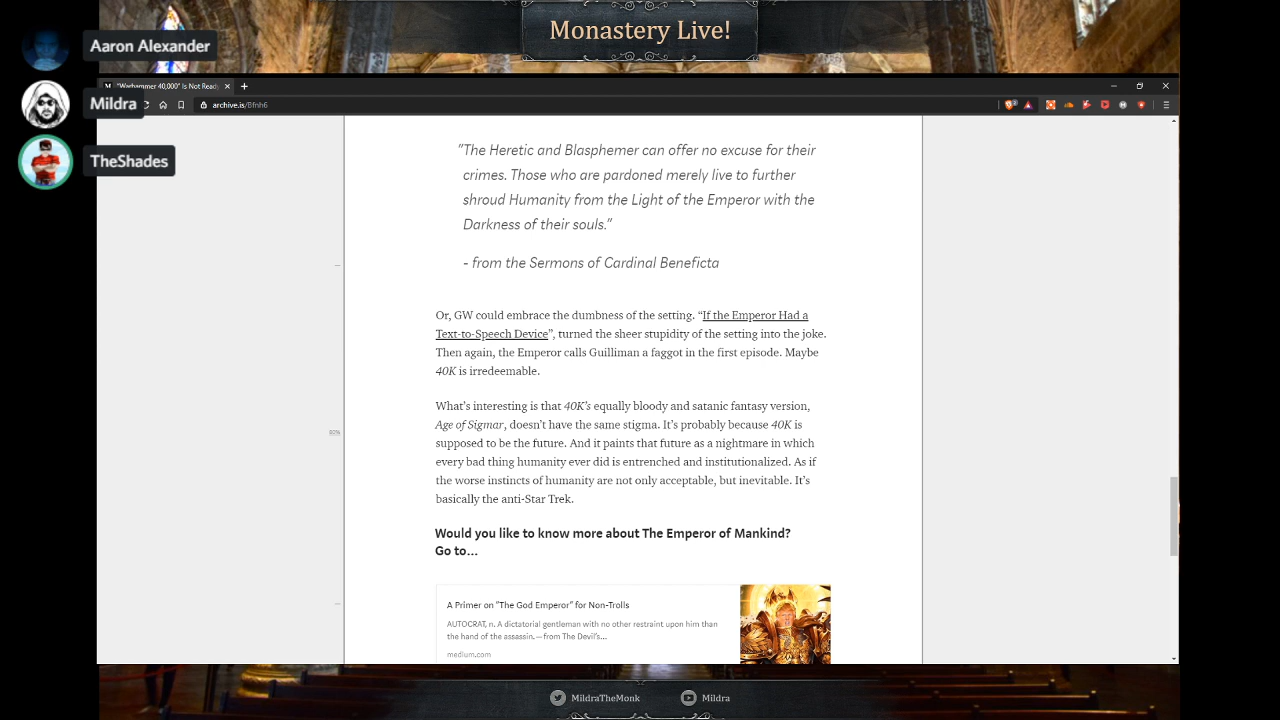 Monastery Live!
Aaron Alexander
Mildra
TheShades
"Warhammer 40,000" Is Not Ready
archive.is/Bfnh6
"The Heretic and Blasphemer can offer no excuse for their
crimes. Those who are pardoned merely live to further
shroud Humanity from the Light of the Emperor with the
Darkness of their souls."
- from the Sermons of Cardinal Beneficta
Or, GW could embrace the dumbness of the setting. “If the Emperor Had a
Text-to-Speech Device”, turned the sheer stupidity of the setting into the joke.
Then again, the Emperor calls Guilliman a faggot in the first episode. Maybe
40K is irredeemable.
What’s interesting is that 40K’s equally bloody and satanic fantasy version,
Age of Sigmar, doesn’t have the same stigma. It’s probably because 40K is
supposed to be the future. And it paints that future as a nightmare in which
every bad thing humanity ever did is entrenched and institutionalized. As if
the worse instincts of humanity are not only acceptable, but inevitable. It’s
basically the anti-Star Trek.
Would you like to know more about The Emperor of Mankind?
Go to…
A Primer on “The God Emperor” for Non-Trolls
AUTOCRAT, n. A dictatorial gentleman with no other restraint upon him than
the hand of the assassin. — from The Devil’s…
medium.com
MildraTheMonk
Mildra